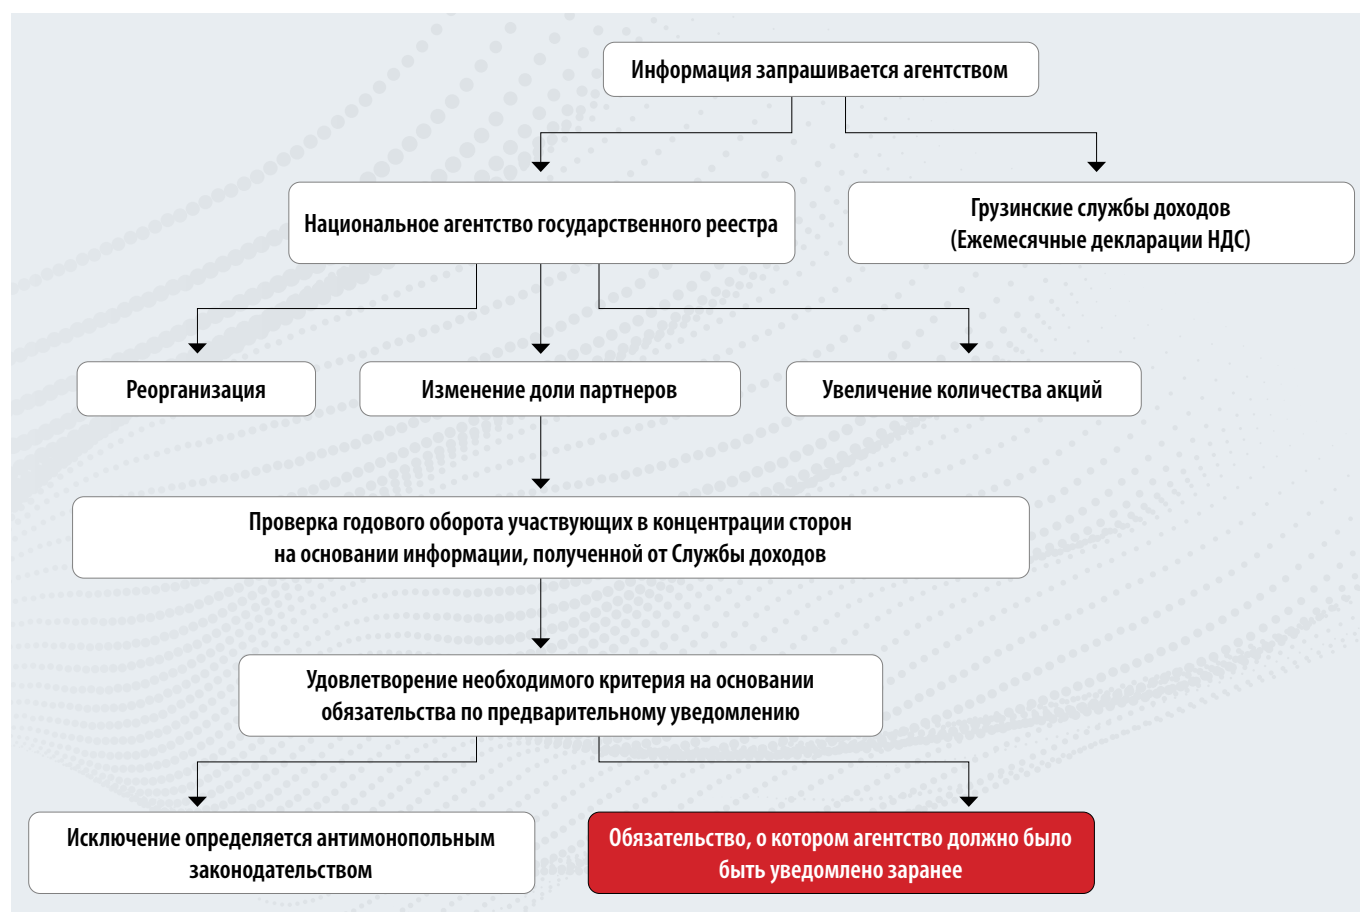 Информация запрашивается агентством
Национальное агентство государственного реестра
Грузинские службы доходов
(Ежемесячные декларации НДС)
Реорганизация
Изменение доли партнеров
Увеличение количества акций
Проверка годового оборота участвующих в концентрации сторон
на основании информации, полученной от Службы доходов
Удовлетворение необходимого критерия на основании
обязательства по предварительному уведомлению
Исключение определяется антимонопольным
законодательством
Обязательство, о котором агентство должно было
быть уведомлено заранее